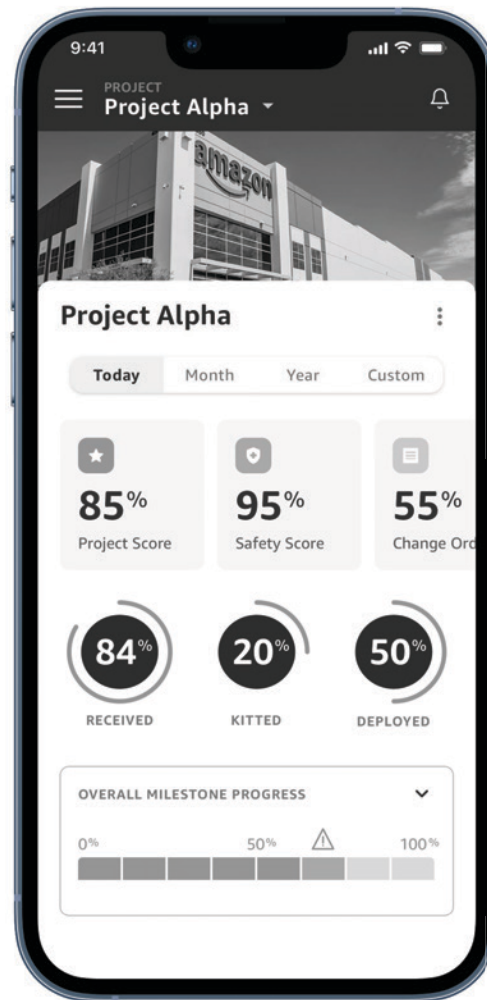 9:41
PROJECT
Project Alpha
amazon
Project Alpha
Today Month Year Custom
85% 95% 55%
Project Score Safety Score Change Ord
84% 20% 50%
RECEIVED KITTED DEPLOYED
OVERALL MILESTONE PROGRESS
0% 50% 100%